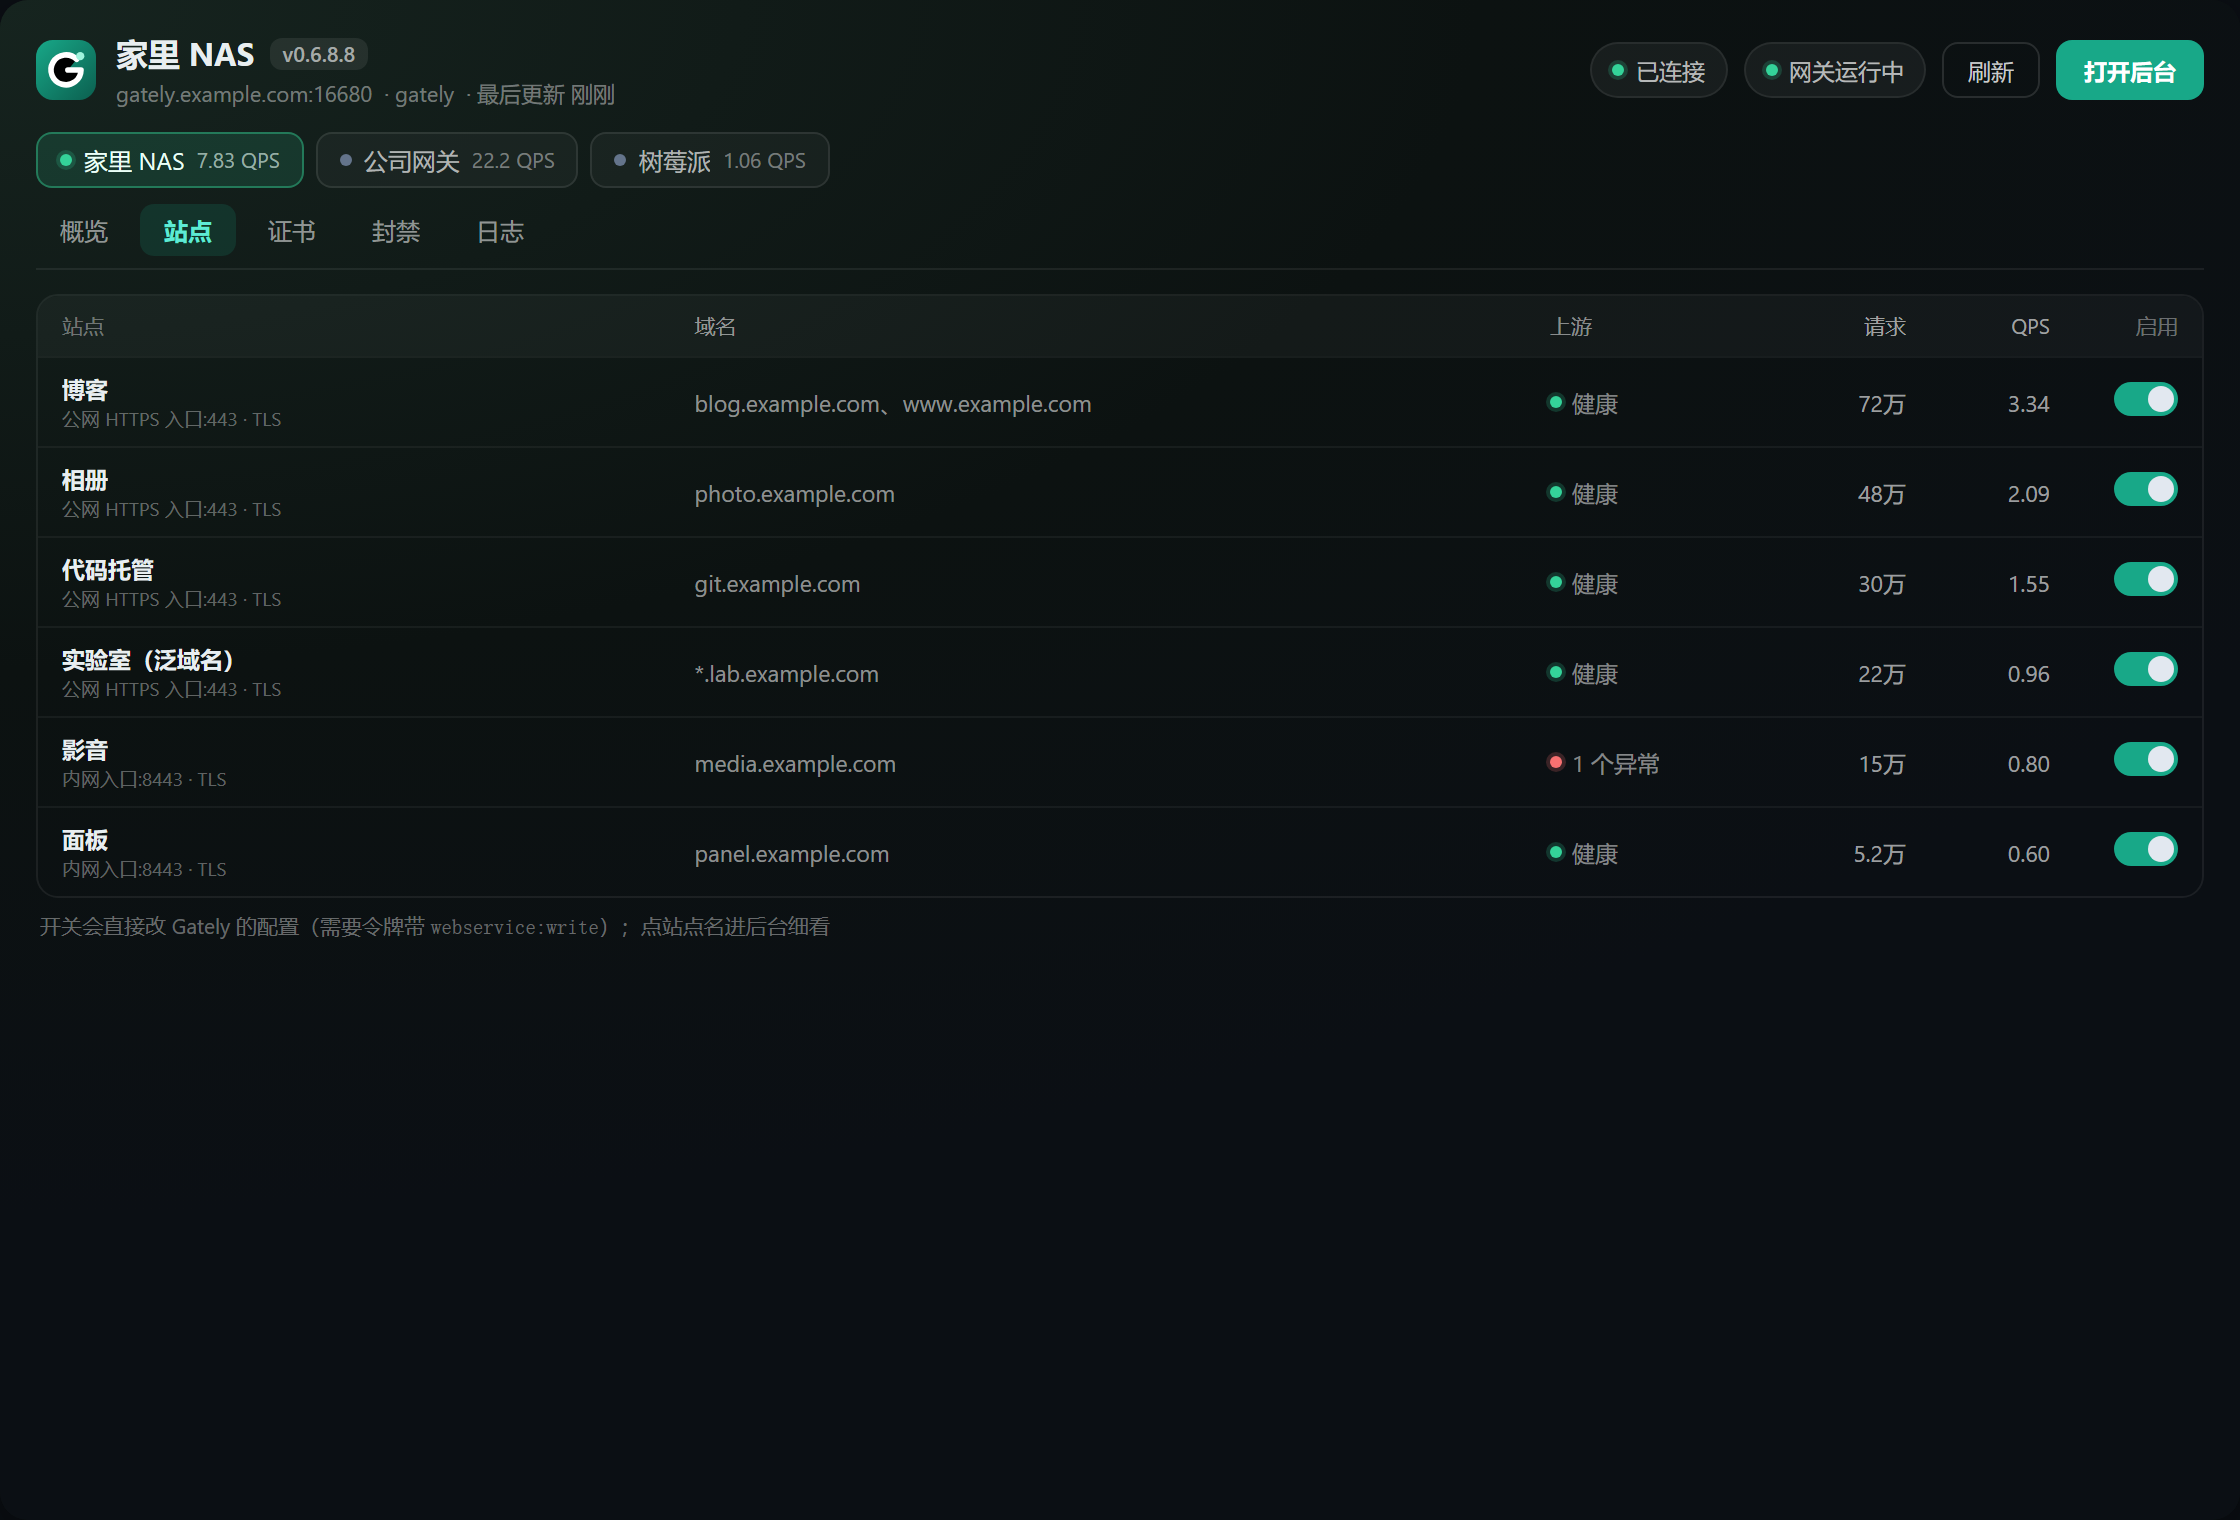 家里 NAS v0.6.8.8
gately.example.com:16680 · gately · 最后更新 刚刚
已连接 网关运行中 刷新 打开后台
家里 NAS 7.83 QPS 公司网关 22.2 QPS 树莓派 1.06 QPS
概览 站点 证书 封禁 日志
站点 域名 上游 请求 QPS 启用
博客
公网 HTTPS 入口:443 · TLS
blog.example.com、www.example.com 健康 72万 3.34
相册
公网 HTTPS 入口:443 · TLS
photo.example.com 健康 48万 2.09
代码托管
公网 HTTPS 入口:443 · TLS
git.example.com 健康 30万 1.55
实验室（泛域名）
公网 HTTPS 入口:443 · TLS
*.lab.example.com 健康 22万 0.96
影音
内网入口:8443 · TLS
media.example.com 1 个异常 15万 0.80
面板
内网入口:8443 · TLS
panel.example.com 健康 5.2万 0.60
开关会直接改 Gately 的配置（需要令牌带 webservice:write）；点站点名进后台细看